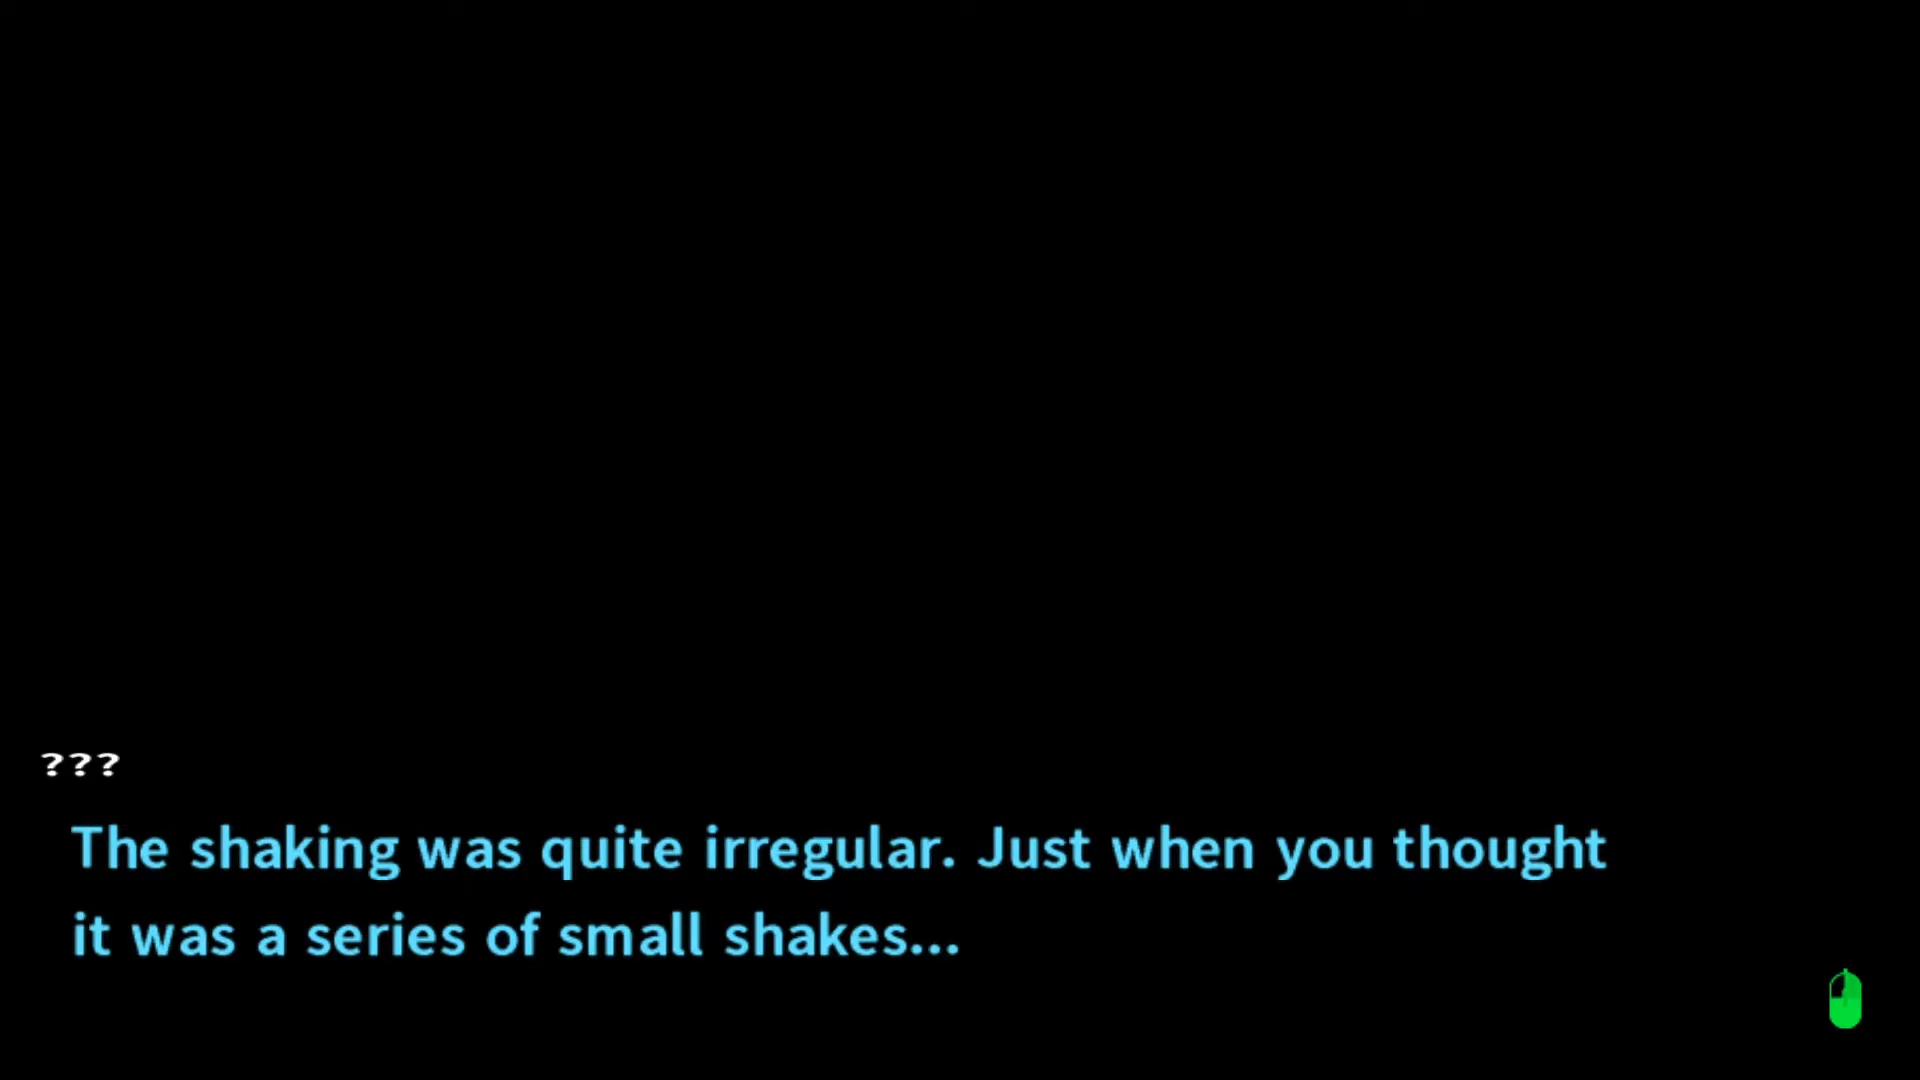 ???
The shaking was quite irregular. Just when you thought
it was a series of small shakes...